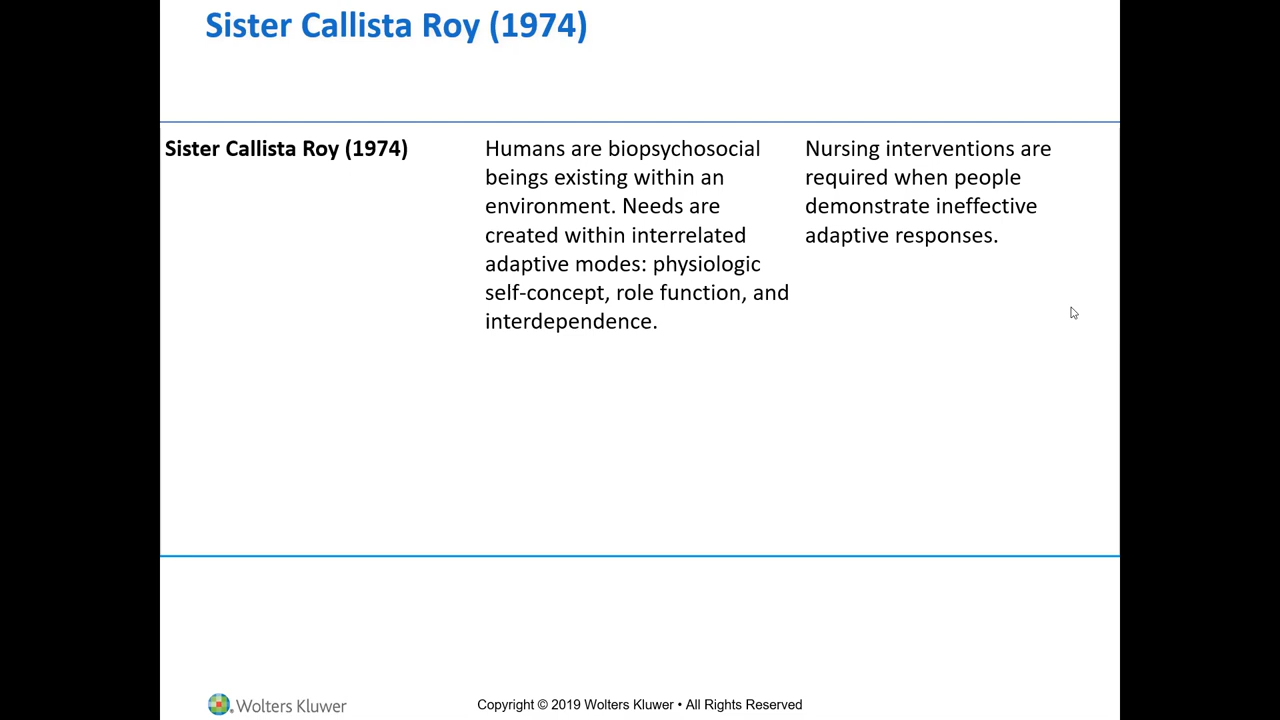 Sister Callista Roy (1974)
Sister Callista Roy (1974)
Humans are biopsychosocial
beings existing within an
environment. Needs are
created within interrelated
adaptive modes: physiologic
self-concept, role function, and
interdependence.
Nursing interventions are
required when people
demonstrate ineffective
adaptive responses.
Wolters Kluwer
Copyright © 2019 Wolters Kluwer • All Rights Reserved